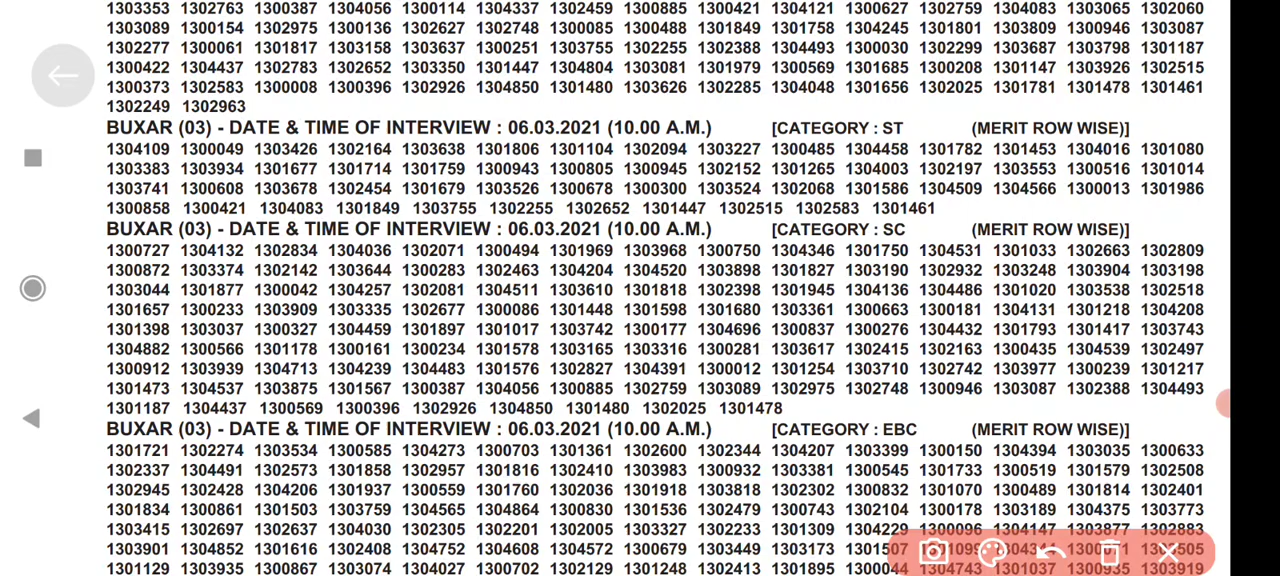 1303353 1302763 1300387 1304056 1300114 1304337 1302459 1300885 1300421 1304121 1300627 1302759 1304083 1303065 1302060
1303089 1300154 1302975 1300136 1302627 1302748 1300085 1300488 1301849 1301758 1304245 1301801 1303809 1300946 1303087
1302277 1300061 1301817 1303158 1303637 1300251 1303755 1302255 1302388 1304493 1300030 1302299 1303687 1303798 1301187
1300422 1304437 1302783 1302652 1303350 1301447 1304804 1303081 1301979 1300569 1301685 1300208 1301147 1303926 1302515
1300373 1302583 1300008 1300396 1302926 1304850 1301480 1303626 1302285 1304048 1301656 1302025 1301781 1301478 1301461
1302249 1302963
BUXAR (03) - DATE & TIME OF INTERVIEW : 06.03.2021 (10.00 A.M.) [CATEGORY : ST (MERIT ROW WISE)]
1304109 1300049 1303426 1302164 1303638 1301806 1301104 1302094 1303227 1300485 1304458 1301782 1301453 1304016 1301080
1303383 1303934 1301677 1301714 1301759 1300943 1300805 1300945 1302152 1301265 1304003 1302197 1303553 1300516 1301014
1303741 1300608 1303678 1302454 1301679 1303526 1300678 1300300 1303524 1302068 1301586 1304509 1304566 1300013 1301986
1300858 1300421 1304083 1301849 1303755 1302255 1302652 1301447 1302515 1302583 1301461
BUXAR (03) - DATE & TIME OF INTERVIEW : 06.03.2021 (10.00 A.M.) [CATEGORY : SC (MERIT ROW WISE)]
1300727 1304132 1302834 1304036 1302071 1300494 1301969 1303968 1300750 1304346 1301750 1304531 1301033 1302663 1302809
1300872 1303374 1302142 1303644 1300283 1302463 1304204 1304520 1303898 1301827 1303190 1302932 1303248 1303904 1303198
1303044 1301877 1300042 1304257 1302081 1304511 1303610 1301818 1302398 1301945 1304136 1304486 1301020 1303538 1302518
1301657 1300233 1303909 1303335 1302677 1300086 1301448 1301598 1301680 1303361 1300663 1300181 1304131 1301218 1304208
1301398 1303037 1300327 1304459 1301897 1301017 1303742 1300177 1304696 1300837 1300276 1304432 1301793 1301417 1303743
1304882 1300566 1301178 1300161 1300234 1301578 1303165 1303316 1300281 1303617 1302415 1302163 1300435 1304539 1302497
1300912 1303939 1304713 1304239 1304483 1301576 1302827 1304391 1300012 1301254 1303710 1302742 1303977 1300239 1301217
1301473 1304537 1303875 1301567 1300387 1304056 1300885 1302759 1303089 1302975 1302748 1300946 1303087 1302388 1304493
1301187 1304437 1300569 1300396 1302926 1304850 1301480 1302025 1301478
BUXAR (03) - DATE & TIME OF INTERVIEW : 06.03.2021 (10.00 A.M.) [CATEGORY : EBC (MERIT ROW WISE)]
1301721 1302274 1303534 1300585 1304273 1300703 1301361 1302600 1302344 1304207 1303399 1300150 1304394 1303035 1300633
1302337 1304491 1302573 1301858 1302957 1301816 1302410 1303983 1300932 1303381 1300545 1301733 1300519 1301579 1302508
1302945 1302428 1304206 1301937 1300559 1301760 1302036 1301918 1303818 1302302 1300832 1301070 1300489 1301814 1302401
1301834 1300861 1301503 1303759 1304565 1304864 1300830 1301536 1302479 1300743 1302104 1300178 1303189 1304365 1303773
1303415 1302697 1302637 1304030 1302305 1302201 1302005 1303327 1302233 1301309 1304229 1300096 1304147 1303877 1302883
1303901 1304852 1301616 1302408 1304752 1304608 1304572 1300679 1303449 1303173
1301129 1303939 1300067 1303074 1304027 1300702 1302129 1301248 1302413 1301895 1304743 1301037 1300935 1303919